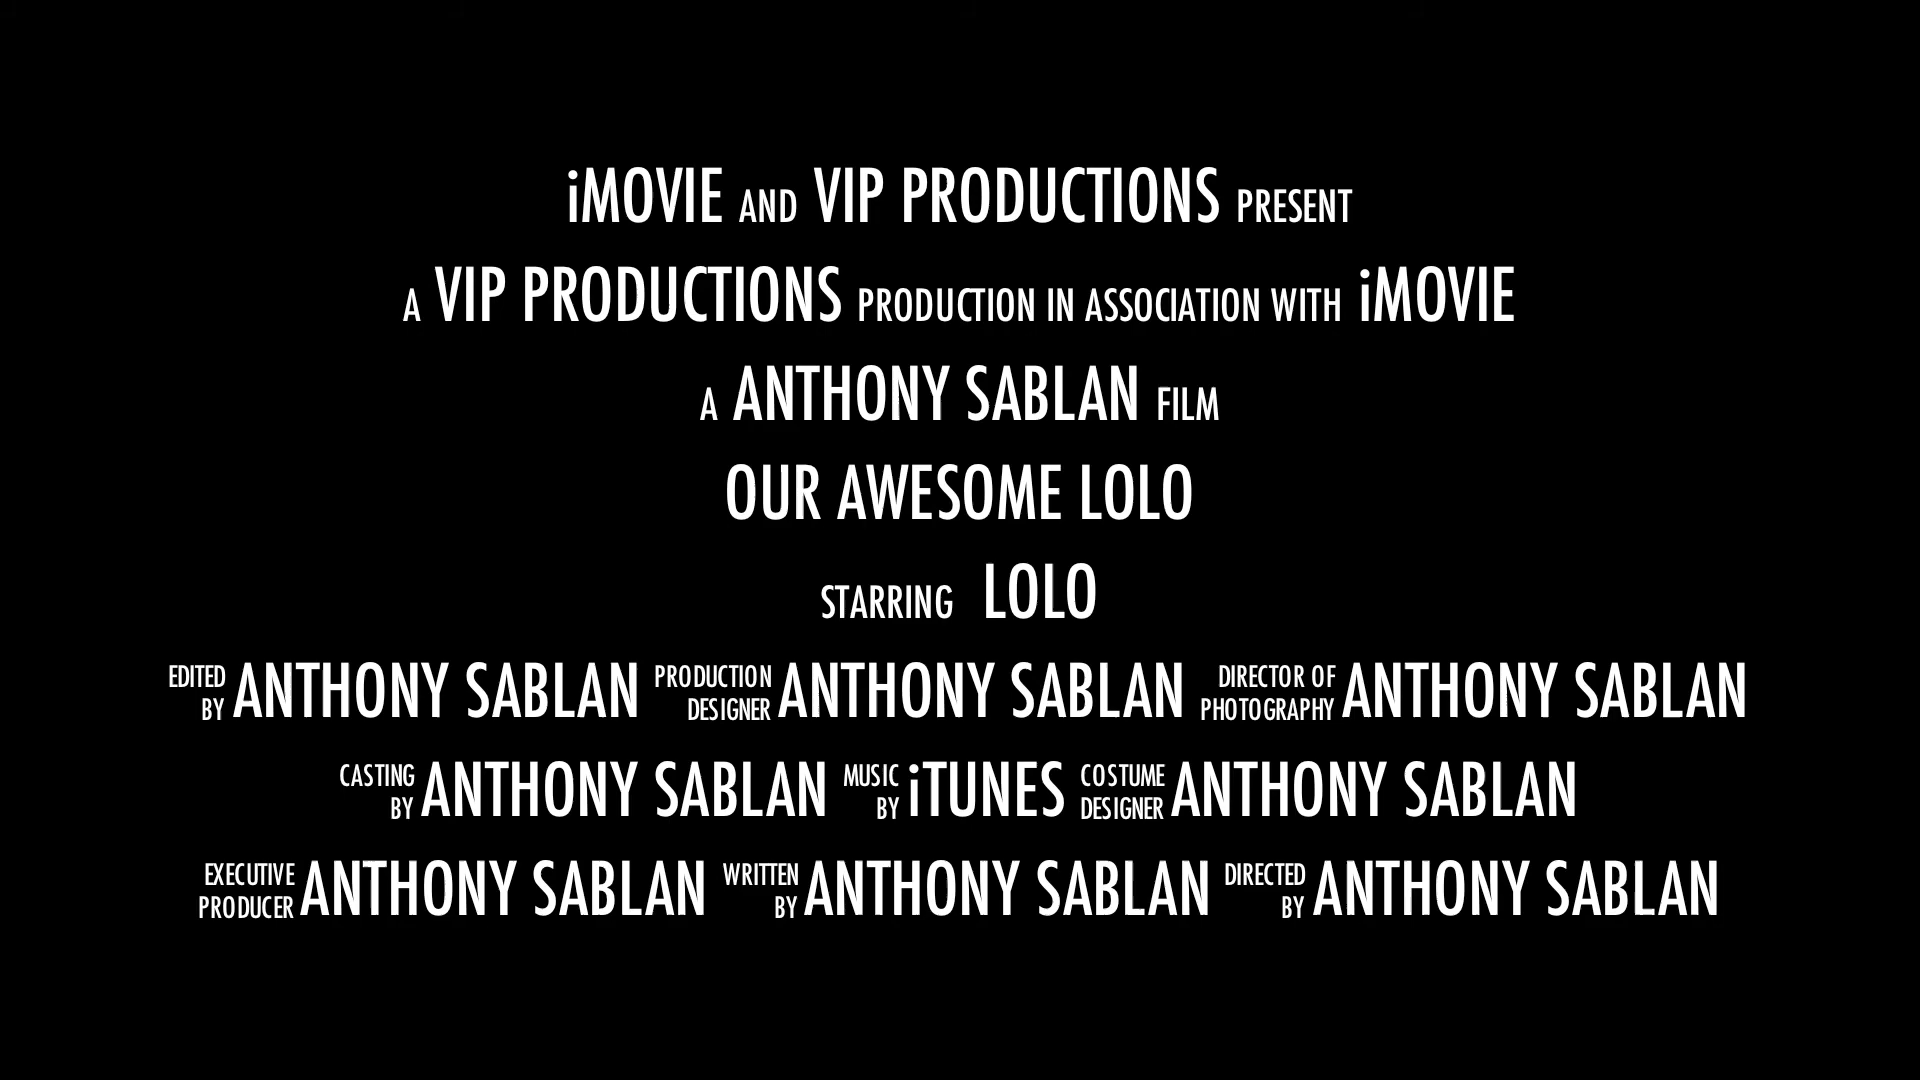 iMOVIE AND VIP PRODUCTIONS PRESENT
A VIP PRODUCTIONS PRODUCTION IN ASSOCIATION WITH iMOVIE
A ANTHONY SABLAN FILM
OUR AWESOME LOLO
STARRING LOLO
EDITED BY ANTHONY SABLAN PRODUCTION DESIGNER ANTHONY SABLAN DIRECTOR OF PHOTOGRAPHY ANTHONY SABLAN
CASTING BY ANTHONY SABLAN MUSIC BY iTUNES COSTUME DESIGNER ANTHONY SABLAN
EXECUTIVE PRODUCER ANTHONY SABLAN WRITTEN BY ANTHONY SABLAN DIRECTED BY ANTHONY SABLAN